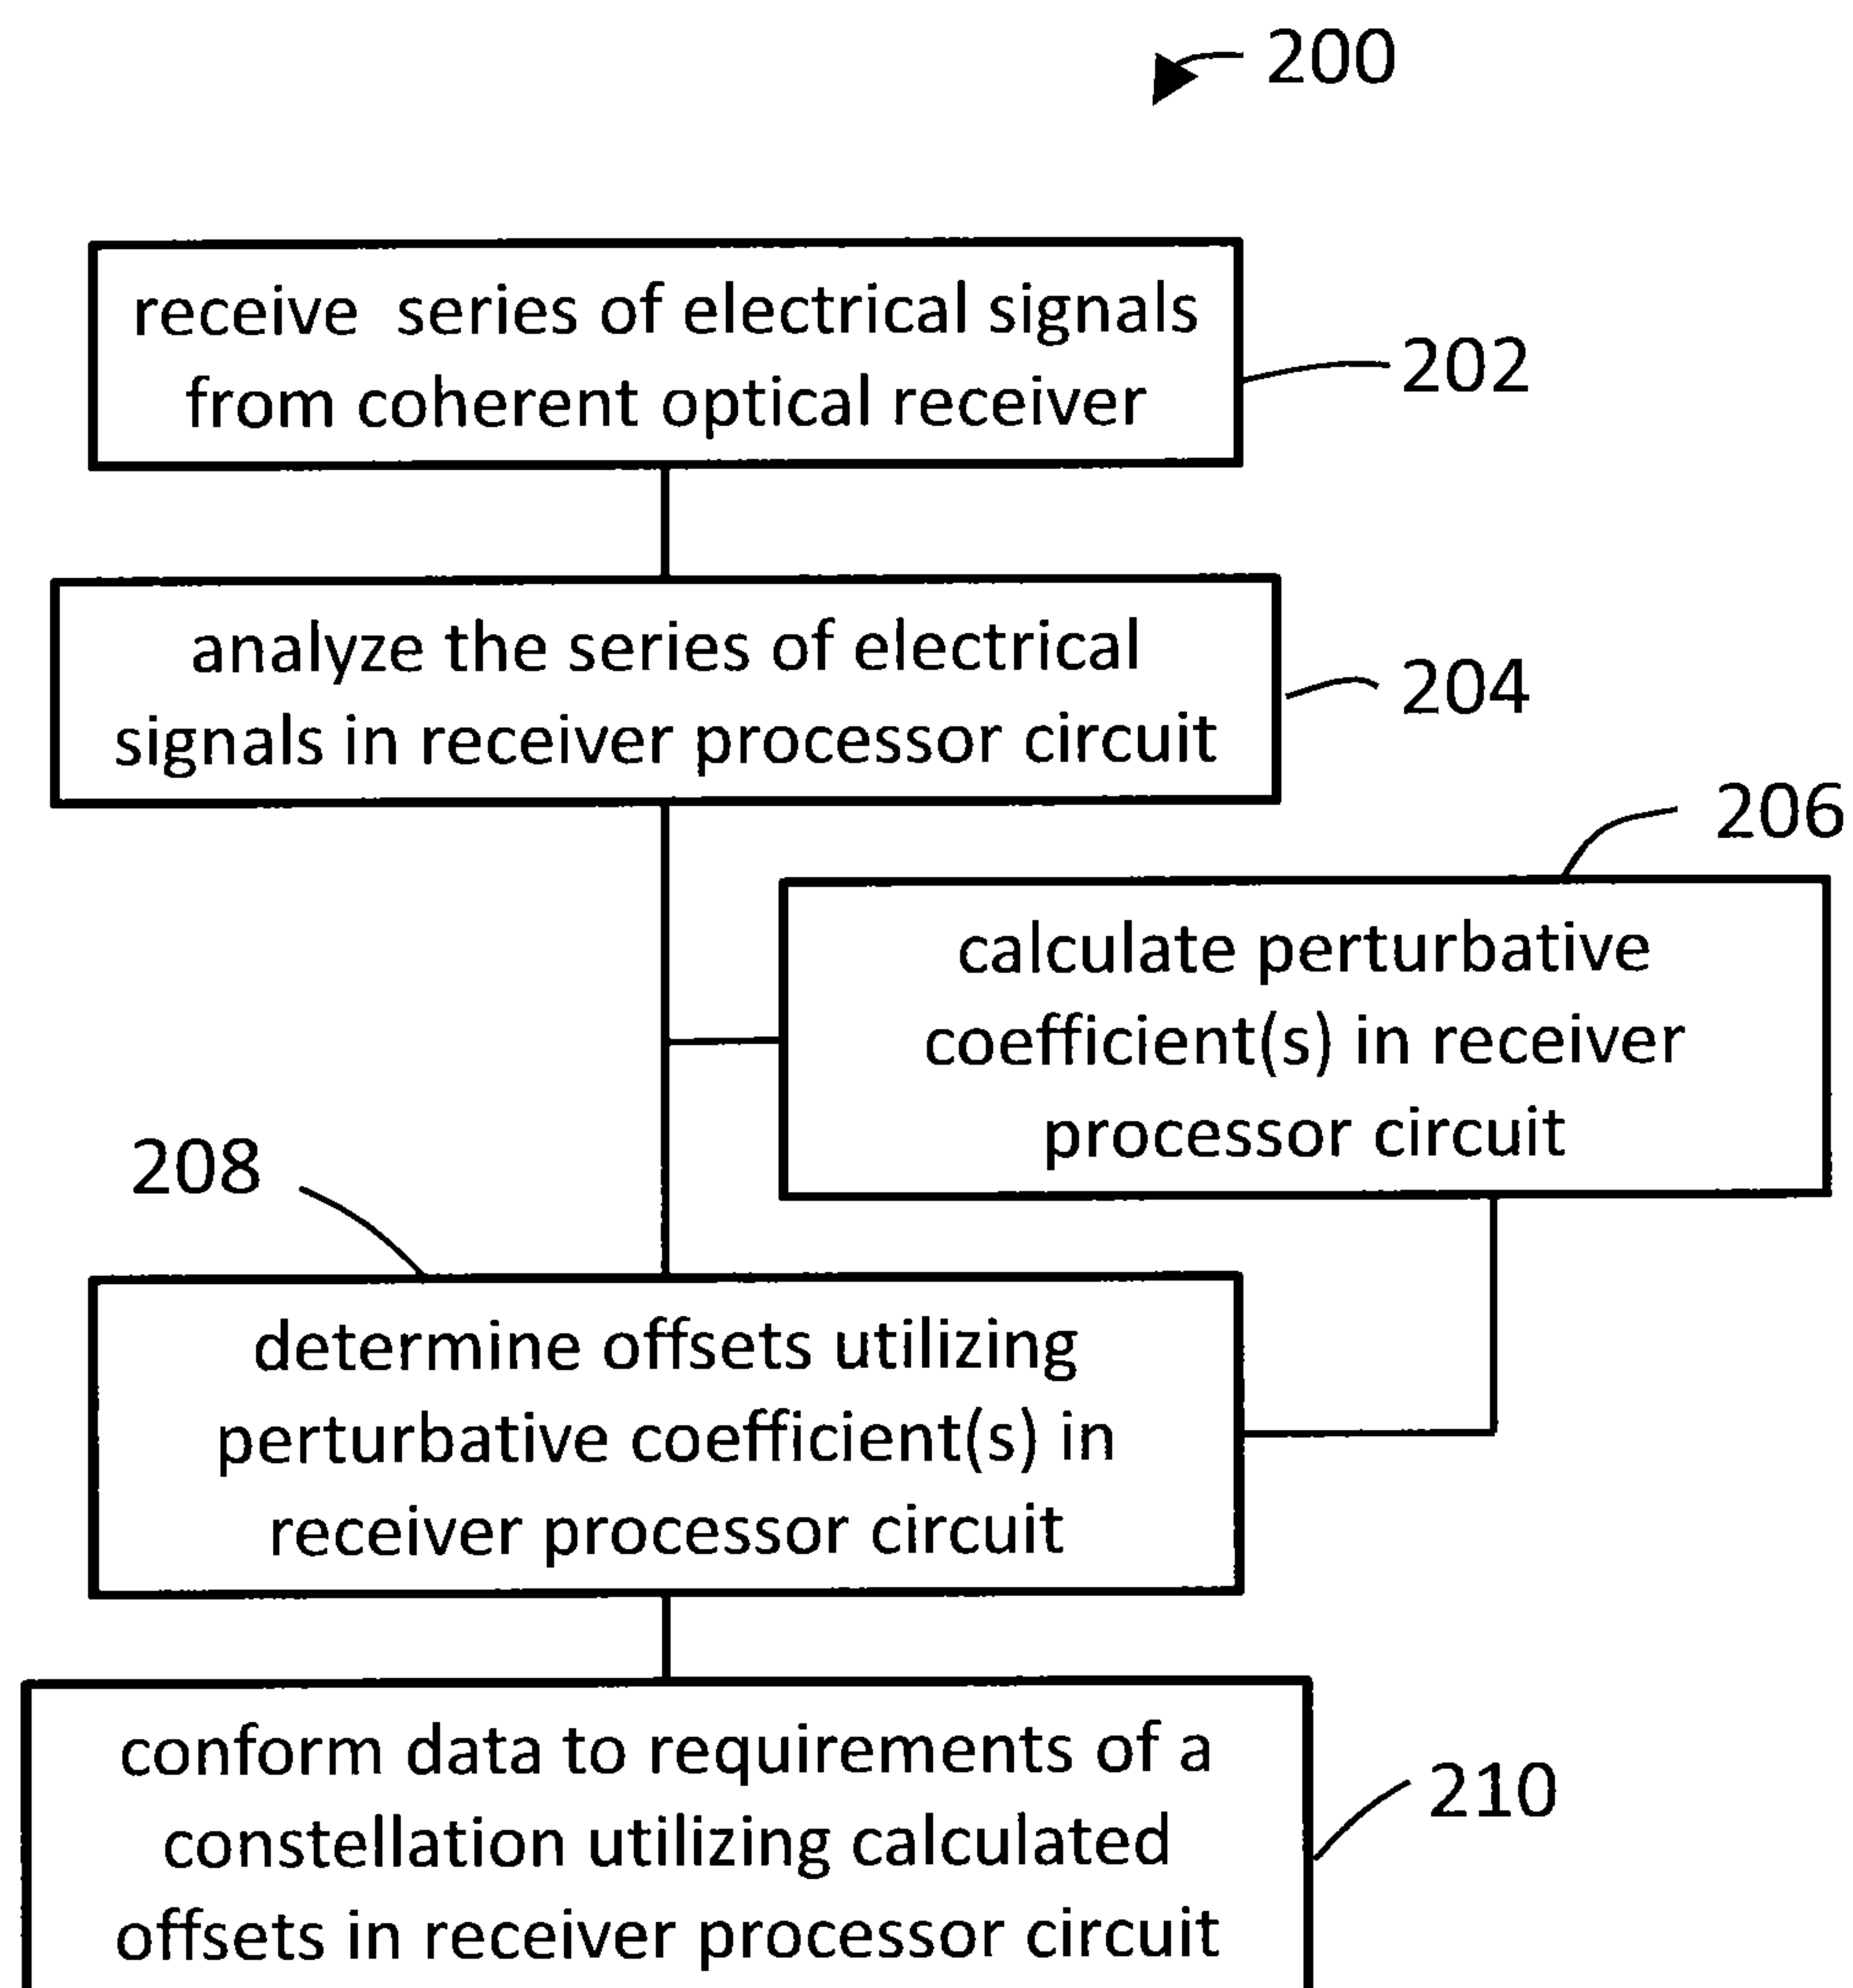 200
receive series of electrical signals
from coherent optical receiver
202
analyze the series of electrical
signals in receiver processor circuit
204
206
calculate perturbative
coefficient(s) in receiver
processor circuit
208
determine offsets utilizing
perturbative coefficient(s) in
receiver processor circuit
conform data to requirements of a
constellation utilizing calculated
offsets in receiver processor circuit
210